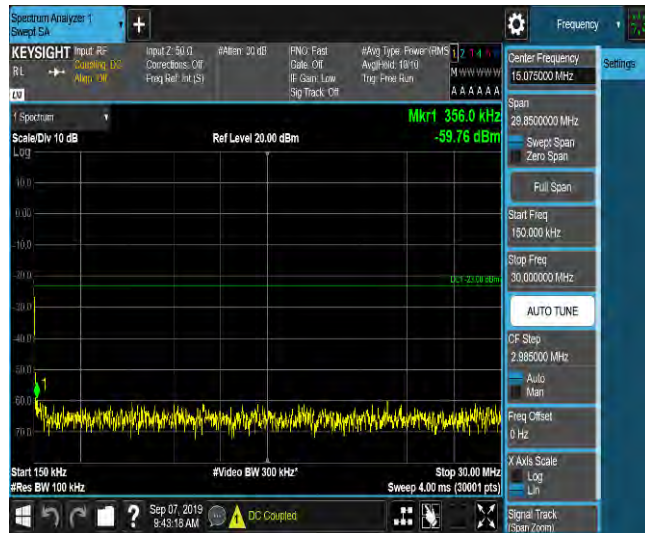 Spectrum Analyzer 1
Swept SA
+
Frequency
KEYSIGHT Input: RF
RL
Coupling: DC
Align: Off
Input Z: 50 Ω
Corrections: Off
Freq Ref: Int (S)
#Atten: 30 dB
PNO: Fast
Gate: Off
IF Gain: Low
Sig Track: Off
#Avg Type: Power (RMS
Avg|Hold: 10/10
Trig: Free Run
M W W W W W
A A A A A A
LXI
Center Frequency
15.075000 MHz
Settings
Span
29.8500000 MHz
Swept Span
Zero Span
Full Span
Start Freq
150.000 kHz
Stop Freq
30.000000 MHz
AUTO TUNE
CF Step
2.985000 MHz
Auto
Man
Freq Offset
0 Hz
X Axis Scale
Log
Lin
Signal Track
(Span Zoom)
1 Spectrum
Scale/Div 10 dB
Log
Ref Level 20.00 dBm
Mkr1 356.0 kHz
-59.76 dBm
10.0
0.00
-10.0
-20.0
DL1 -23.00 dBm
-30.0
-40.0
-50.0
1
-60.0
-70.0
Start 150 kHz
#Video BW 300 kHz*
Stop 30.00 MHz
#Res BW 100 kHz
Sweep 4.00 ms (30001 pts)
?
Sep 07, 2019
9:43:18 AM
DC Coupled